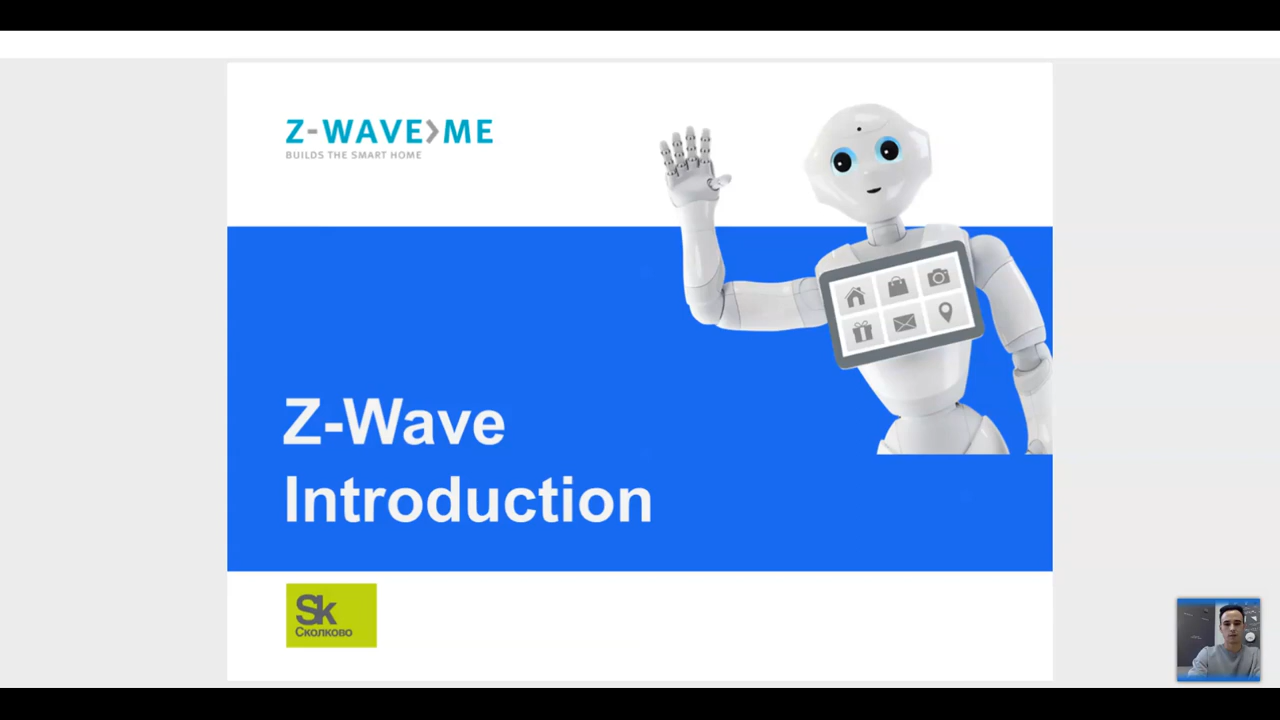 Z-WAVE>ME
BUILDS THE SMART HOME
Z-Wave
Introduction
Sk
Сколково